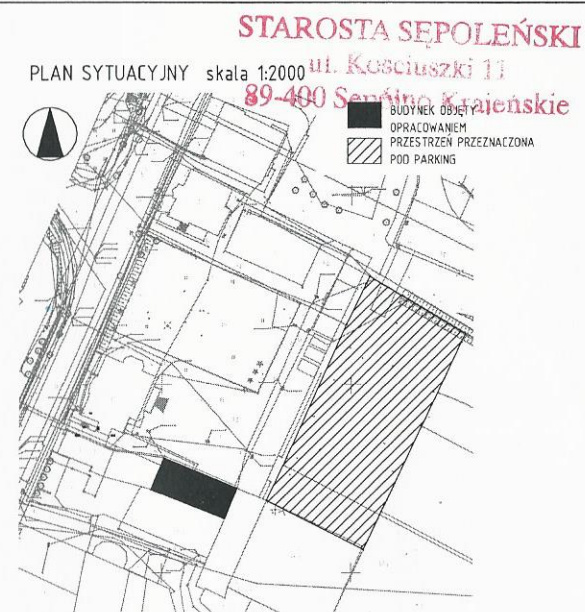 STAROSTA SĘPOLEŃSKI
ul. Kościuszki 11
89-400 Sępólno Krajeńskie
PLAN SYTUACYJNY skala 1:2000
BUDYNEK OBJĘTY
OPRACOWANIEM
PRZESTRZEŃ PRZEZNACZONA
POD PARKING